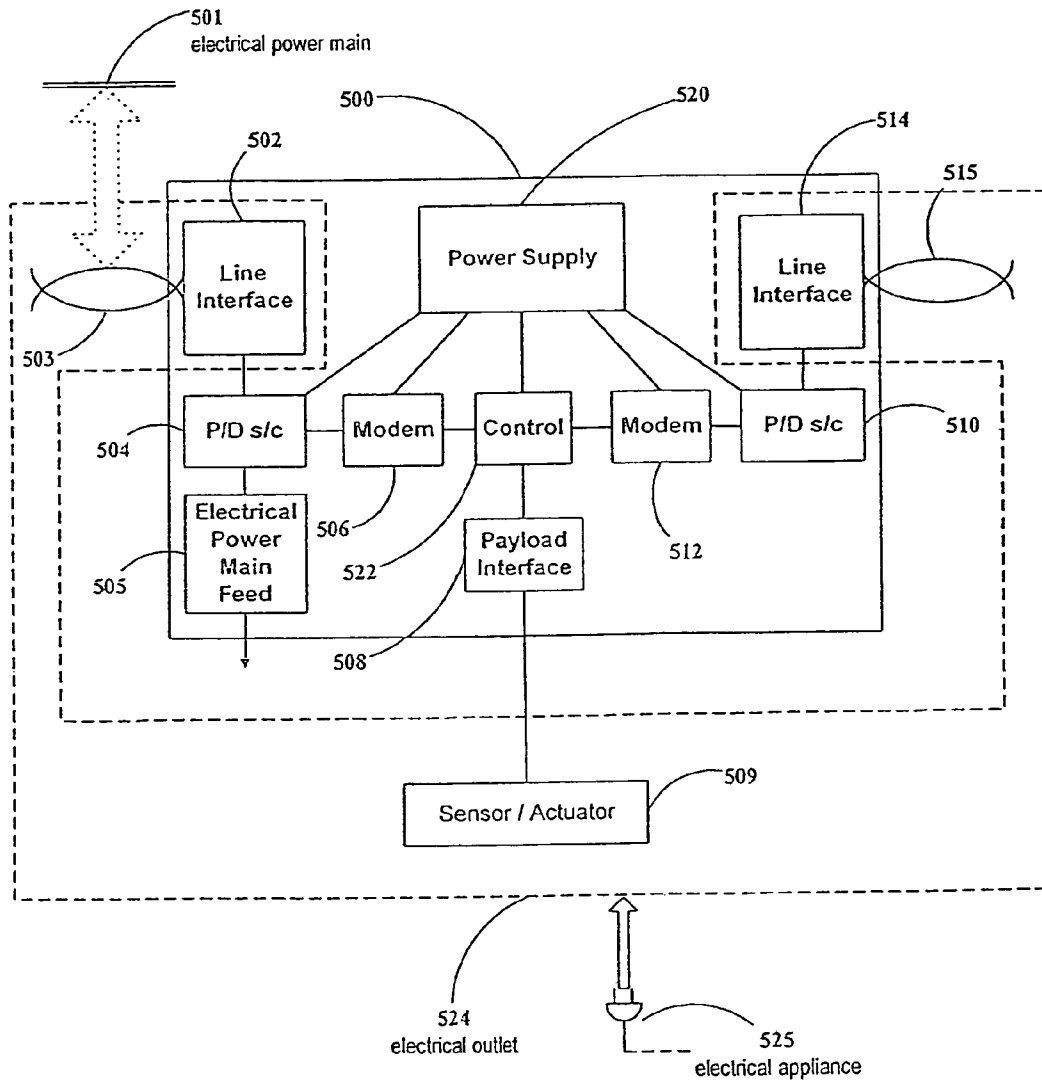 501
electrical power main
500
520
514
502
515
Line
Interface
Power Supply
Line
Interface
503
504
P/D s/c
Modem
Control
Modem
P/D s/c
510
506
512
522
Electrical
Power
Main
Feed
505
Payload
Interface
508
509
Sensor / Actuator
524
electrical outlet
525
electrical appliance